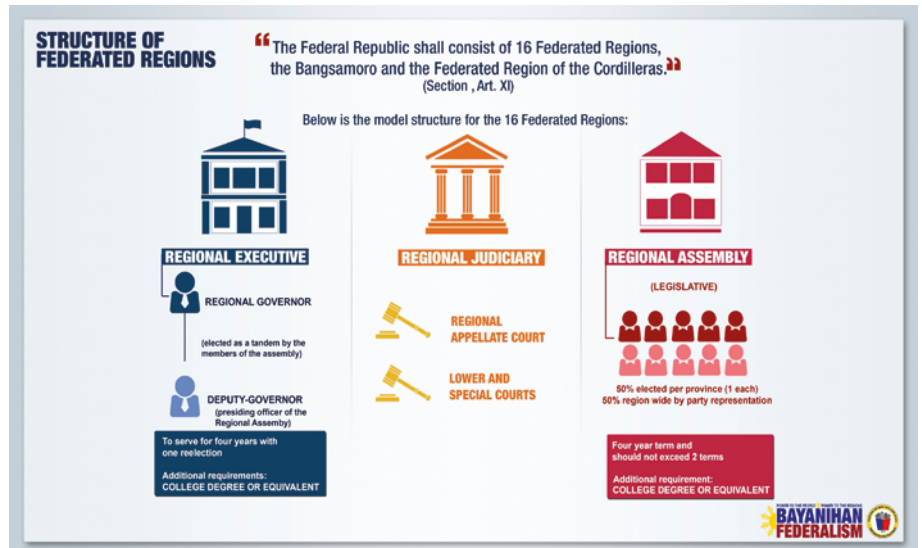 STRUCTURE OF
FEDERATED REGIONS
“ The Federal Republic shall consist of 16 Federated Regions,
the Bangsamoro and the Federated Region of the Cordilleras.”
(Section , Art. XI)
Below is the model structure for the 16 Federated Regions:
REGIONAL EXECUTIVE
REGIONAL GOVERNOR
(elected as a tandem by the
members of the assembly)
DEPUTY-GOVERNOR
(presiding officer of the
Regional Assemby)
To serve for four years with
one reelection
Additional requirements:
COLLEGE DEGREE OR EQUIVALENT
REGIONAL JUDICIARY
REGIONAL
APPELLATE COURT
LOWER AND
SPECIAL COURTS
REGIONAL ASSEMBLY
(LEGISLATIVE)
50% elected per province (1 each)
50% region wide by party representation
Four year term and
should not exceed 2 terms
Additional requirement:
COLLEGE DEGREE OR EQUIVALENT
BAYANIHAN
FEDERALISM